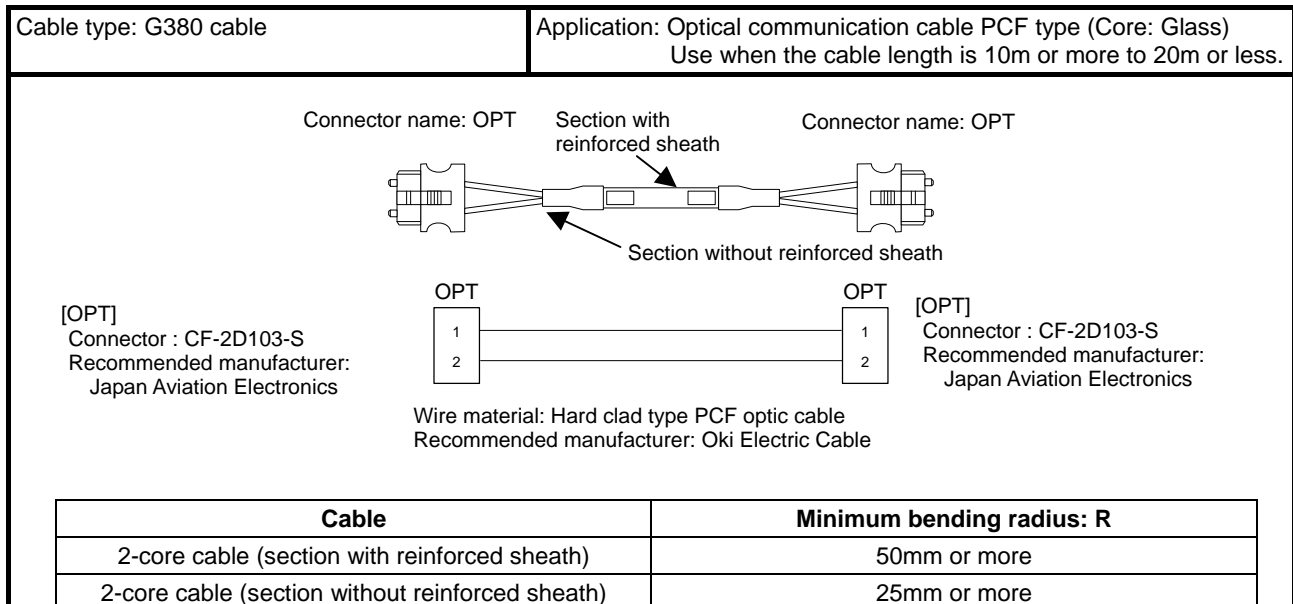 Cable type: G380 cable
Application: Optical communication cable PCF type (Core: Glass)
Use when the cable length is 10m or more to 20m or less.
Connector name: OPT
Section with
reinforced sheath
Connector name: OPT
Section without reinforced sheath
[OPT]
Connector : CF-2D103-S
Recommended manufacturer:
Japan Aviation Electronics
OPT
1
2
OPT
1
2
[OPT]
Connector : CF-2D103-S
Recommended manufacturer:
Japan Aviation Electronics
Wire material: Hard clad type PCF optic cable
Recommended manufacturer: Oki Electric Cable
Cable
Minimum bending radius: R
2-core cable (section with reinforced sheath)
50mm or more
2-core cable (section without reinforced sheath)
25mm or more